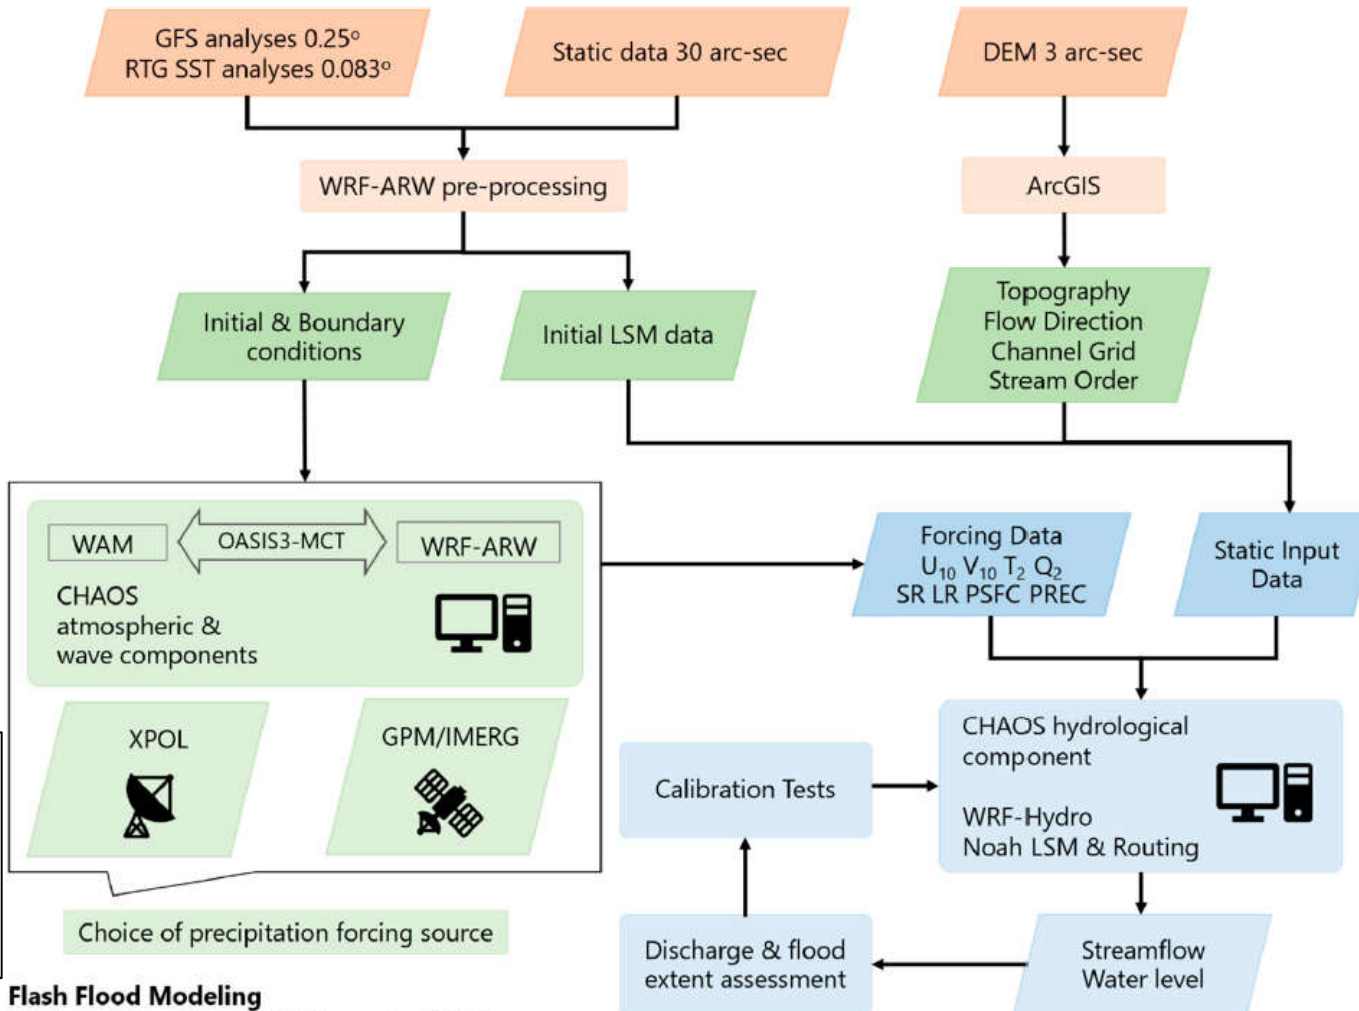 GFS analyses 0.25°
RTG SST analyses 0.083°
Static data 30 arc-sec
DEM 3 arc-sec
WRF-ARW pre-processing
ArcGIS
Initial & Boundary
conditions
Initial LSM data
Topography
Flow Direction
Channel Grid
Stream Order
WAM
OASIS3-MCT
WRF-ARW
CHAOS
atmospheric &
wave components
Forcing Data
U₁₀ V₁₀ T₂ Q₂
SR LR PSFC PREC
Static Input
Data
XPOL
GPM/IMERG
Calibration Tests
CHAOS hydrological
component
WRF-Hydro
Noah LSM & Routing
Choice of precipitation forcing source
Discharge & flood
extent assessment
Streamflow
Water level
Flash Flood Modeling